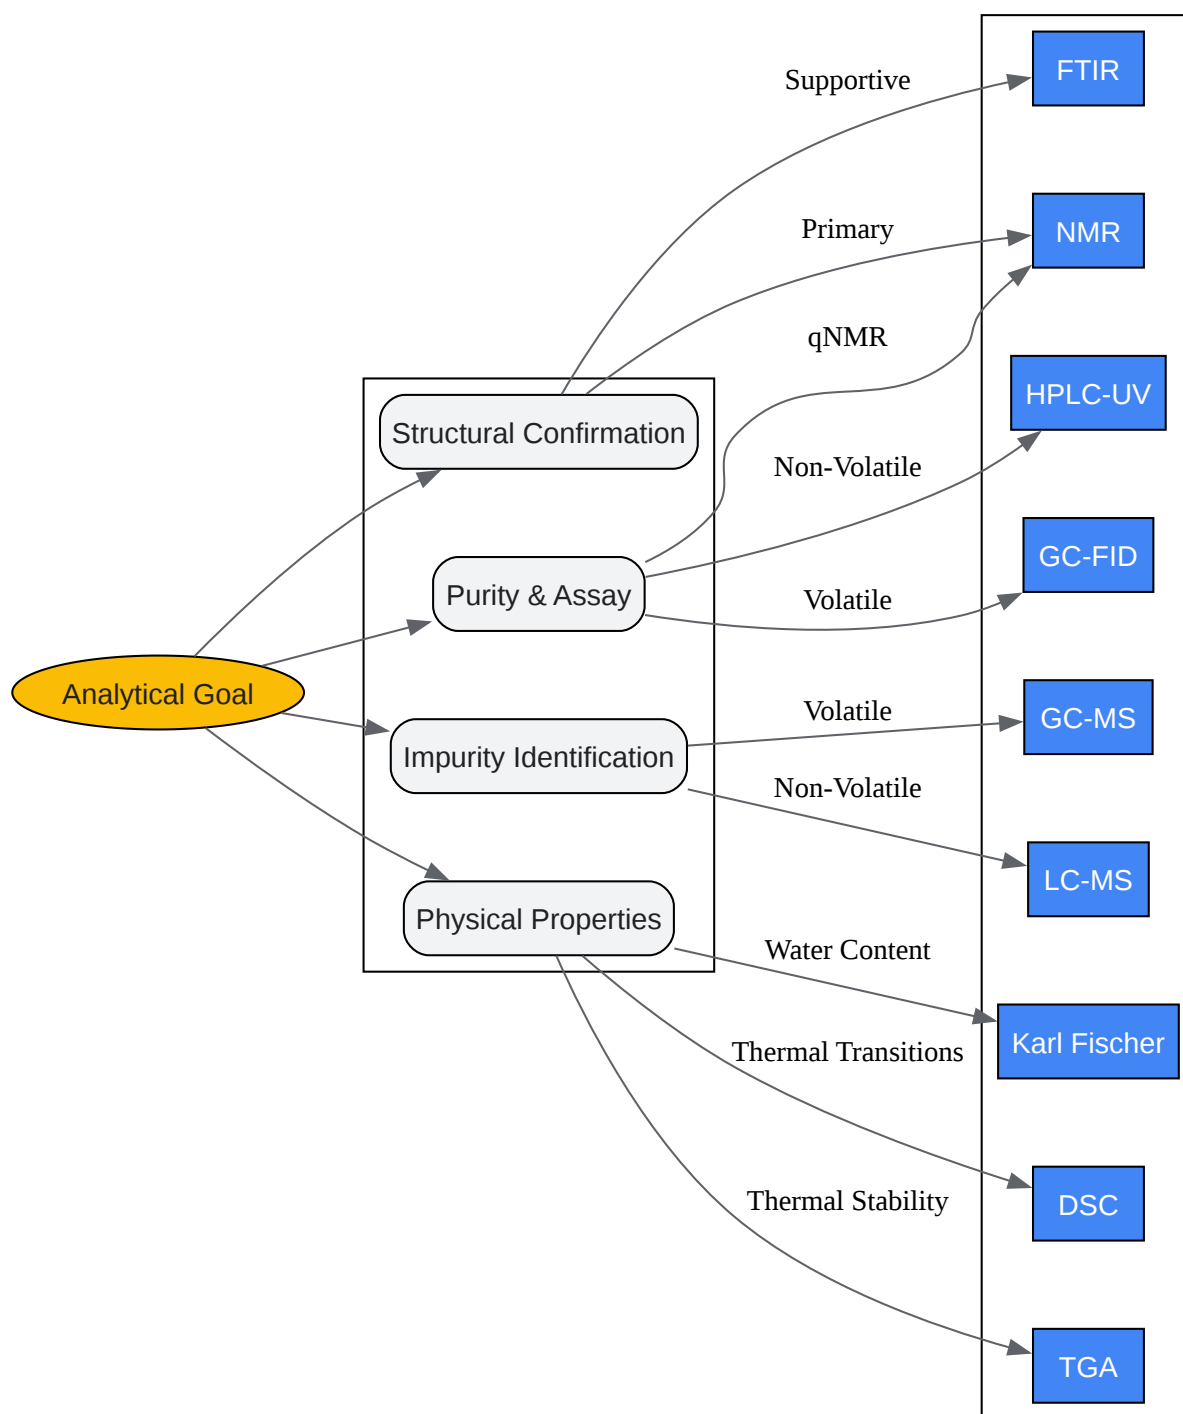 FTIR
Supportive
NMR
Primary
qNMR
HPLC-UV
Structural Confirmation
Non-Volatile
GC-FID
Purity & Assay
Volatile
Analytical Goal
GC-MS
Volatile
Impurity Identification
Non-Volatile
LC-MS
Physical Properties
Water Content
Karl Fischer
Thermal Transitions
DSC
Thermal Stability
TGA